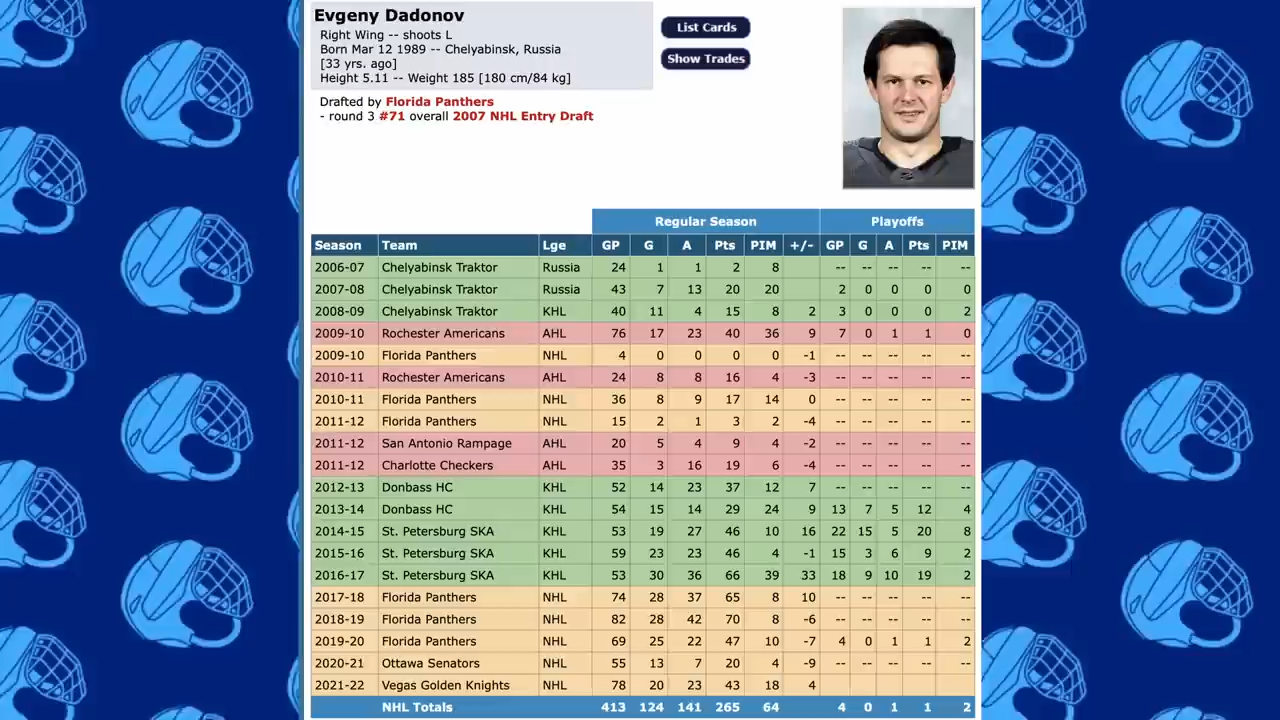 Evgeny Dadonov
Right Wing -- shoots L
Born Mar 12 1989 -- Chelyabinsk, Russia
[33 yrs. ago]
Height 5.11 -- Weight 185 [180 cm/84 kg]
List Cards
Show Trades
Drafted by Florida Panthers
- round 3 #71 overall 2007 NHL Entry Draft
Regular Season Playoffs
Season Team Lge GP G A Pts PIM +/- GP G A Pts PIM
2006-07 Chelyabinsk Traktor Russia 24 1 1 2 8 -- -- -- -- --
2007-08 Chelyabinsk Traktor Russia 43 7 13 20 20 2 0 0 0 0
2008-09 Chelyabinsk Traktor KHL 40 11 4 15 8 2 3 0 0 0 2
2009-10 Rochester Americans AHL 76 17 23 40 36 9 7 0 1 1 0
2009-10 Florida Panthers NHL 4 0 0 0 0 -1 -- -- -- -- --
2010-11 Rochester Americans AHL 24 8 8 16 4 -3 -- -- -- -- --
2010-11 Florida Panthers NHL 36 8 9 17 14 0 -- -- -- -- --
2011-12 Florida Panthers NHL 15 2 1 3 2 -4 -- -- -- -- --
2011-12 San Antonio Rampage AHL 20 5 4 9 4 -2 -- -- -- -- --
2011-12 Charlotte Checkers AHL 35 3 16 19 6 -4 -- -- -- -- --
2012-13 Donbass HC KHL 52 14 23 37 12 7 -- -- -- -- --
2013-14 Donbass HC KHL 54 15 14 29 24 9 13 7 5 12 4
2014-15 St. Petersburg SKA KHL 53 19 27 46 10 16 22 15 5 20 8
2015-16 St. Petersburg SKA KHL 59 23 23 46 4 -1 15 3 6 9 2
2016-17 St. Petersburg SKA KHL 53 30 36 66 39 33 18 9 10 19 2
2017-18 Florida Panthers NHL 74 28 37 65 8 10 -- -- -- -- --
2018-19 Florida Panthers NHL 82 28 42 70 8 -6 -- -- -- -- --
2019-20 Florida Panthers NHL 69 25 22 47 10 -7 4 0 1 1 2
2020-21 Ottawa Senators NHL 55 13 7 20 4 -9 -- -- -- -- --
2021-22 Vegas Golden Knights NHL 78 20 23 43 18 4
NHL Totals 413 124 141 265 64 4 0 1 1 2